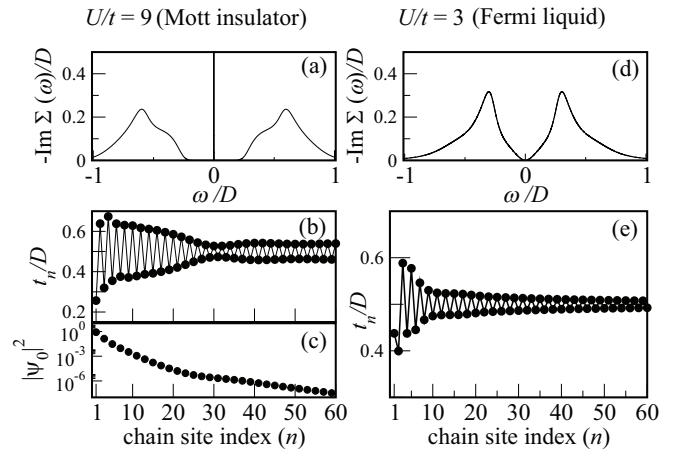 U/t = 9 (Mott insulator)
U/t = 3 (Fermi liquid)
-Im Σ (ω)/D
0.4
0.2
0
(a)
-1
0
1
ω/D
-Im Σ (ω)/D
0.4
0.2
0
(d)
-1
0
1
ω/D
t_n/D
0.6
0.4
0.2
(b)
|ψ_0|^2
10^0
10^-3
10^-6
(c)
1 10 20 30 40 50 60
chain site index (n)
t_n/D
0.6
0.4
(e)
1 10 20 30 40 50 60
chain site index (n)